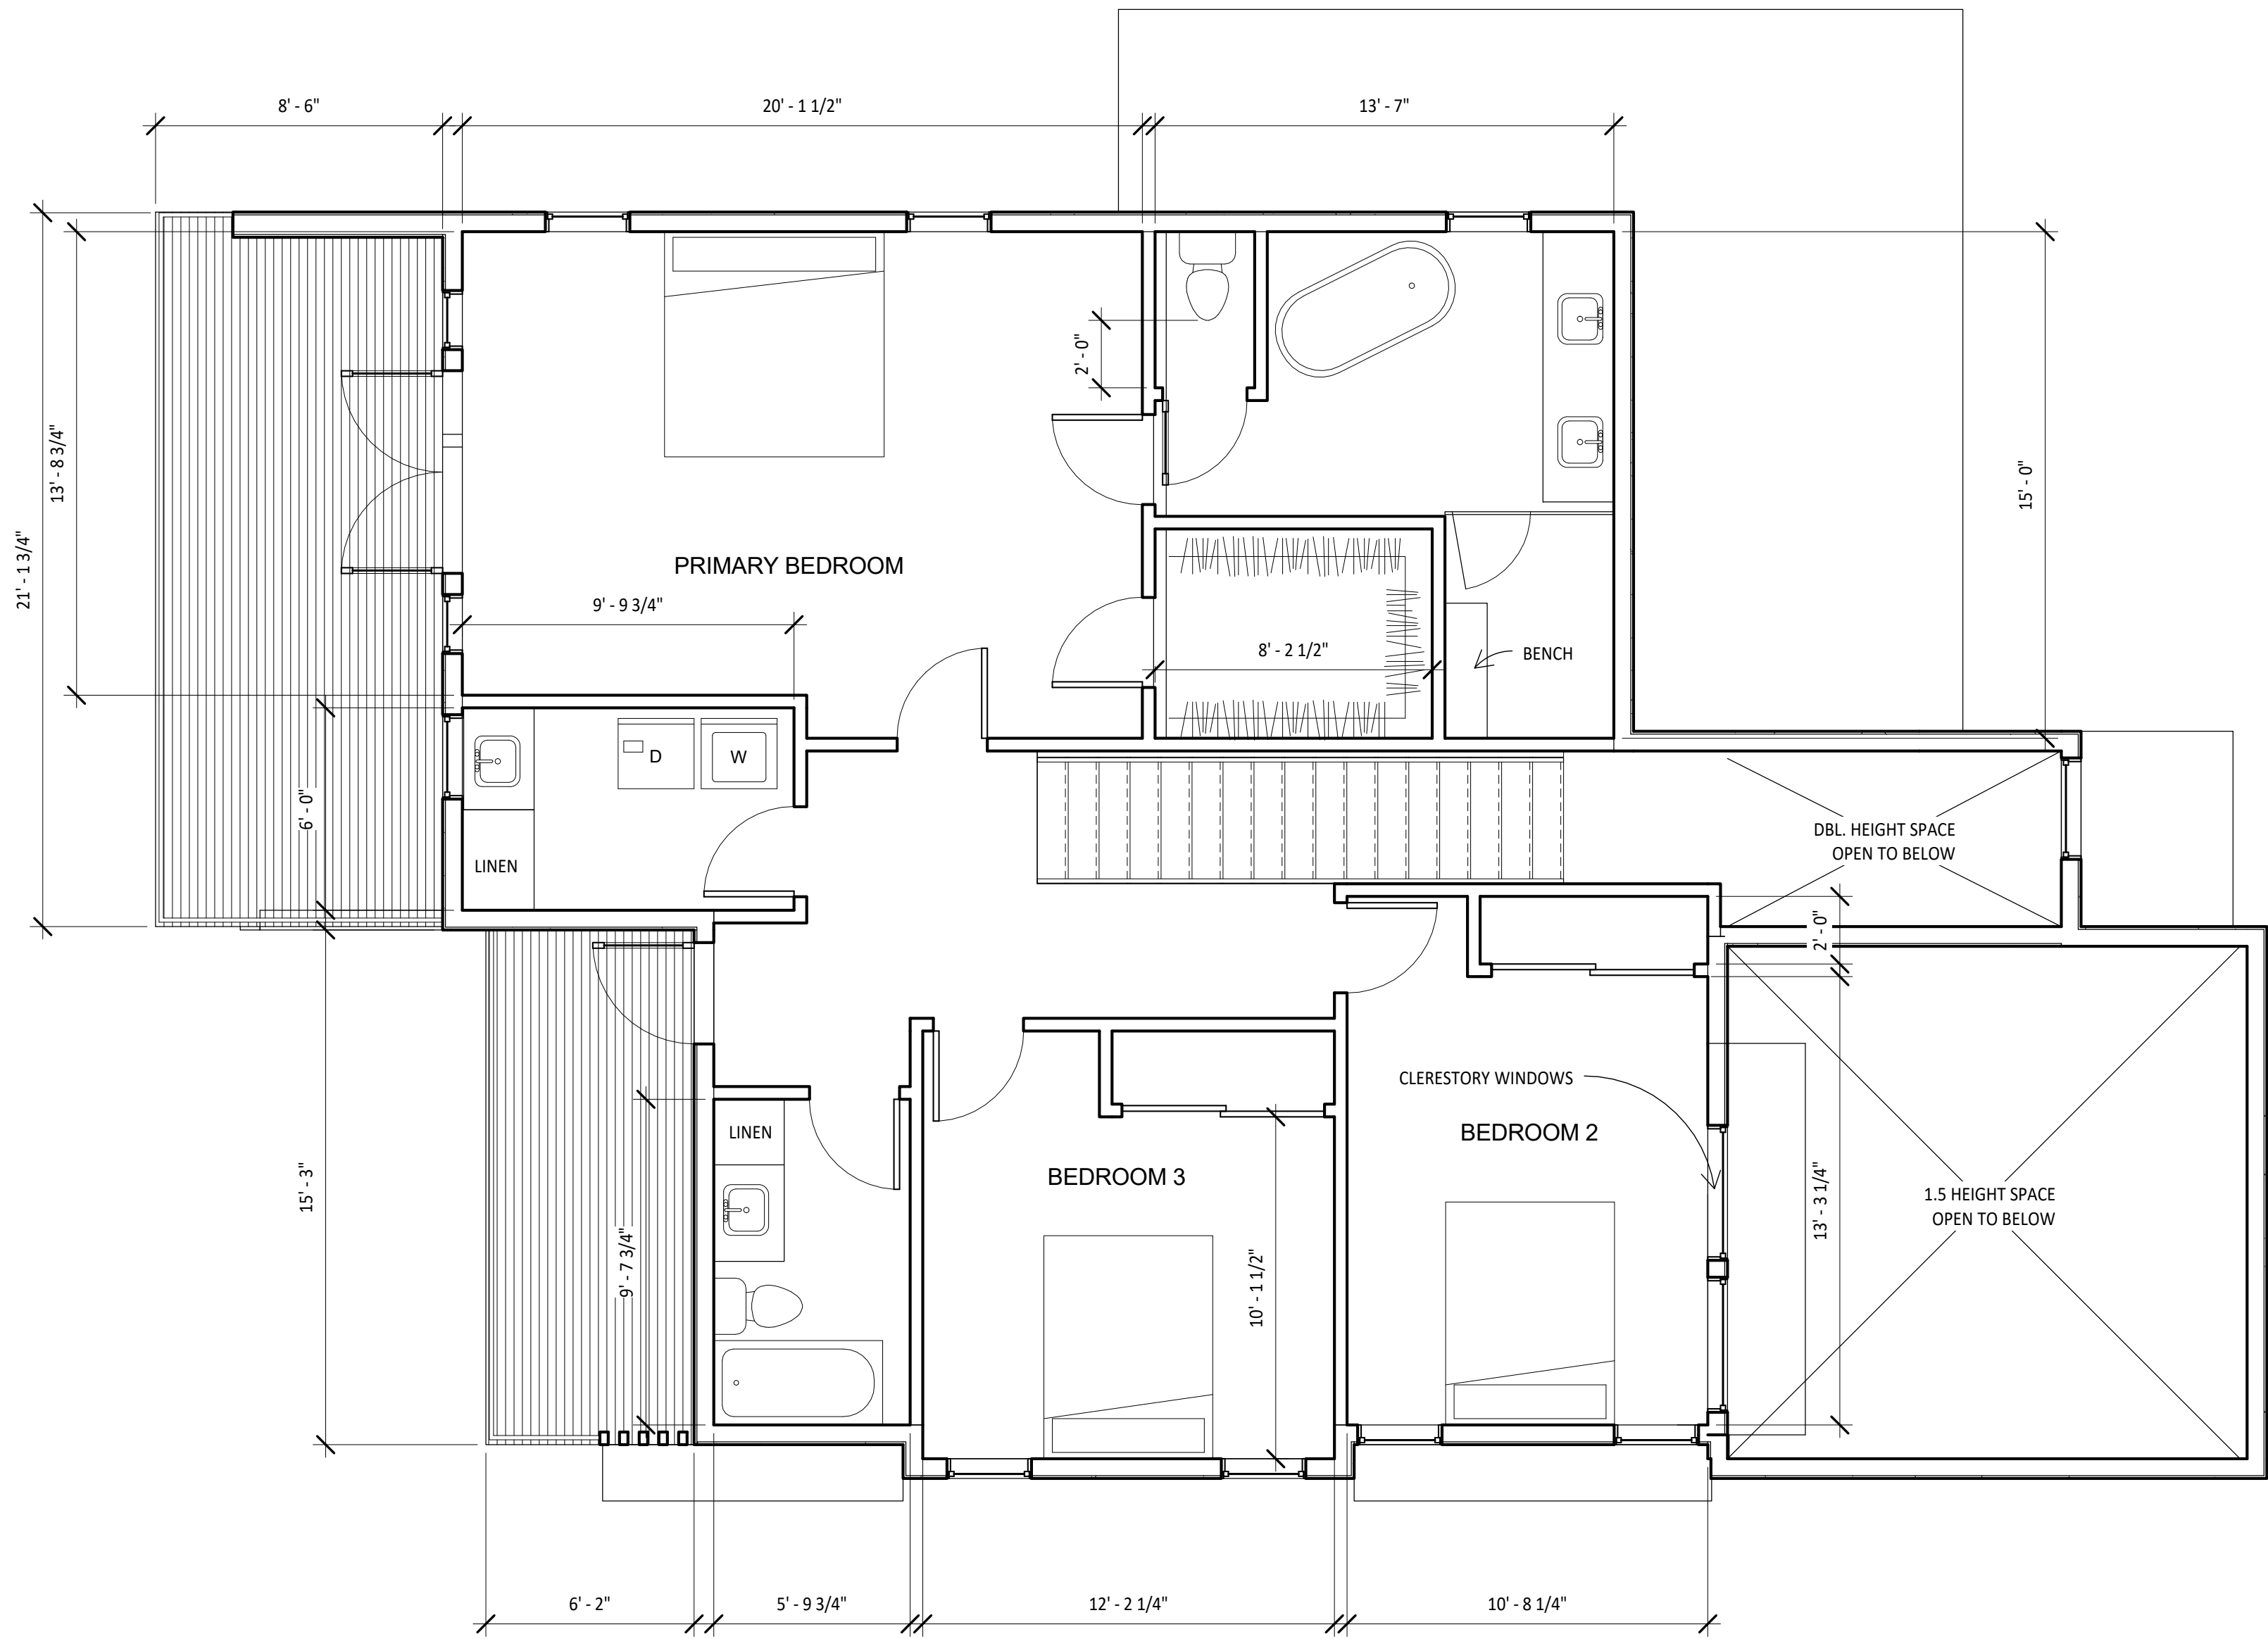 8' - 6"
20' - 1 1/2"
13' - 7"
2' - 0"
13' - 8 3/4"
15' - 0"
21' - 1 3/4"
PRIMARY BEDROOM
9' - 9 3/4"
8' - 2 1/2"
BENCH
D
W
6' - 0"
LINEN
DBL. HEIGHT SPACE
OPEN TO BELOW
2' - 0"
CLERESTORY WINDOWS
LINEN
BEDROOM 2
BEDROOM 3
15' - 3"
13' - 3 1/4"
1.5 HEIGHT SPACE
OPEN TO BELOW
9' - 7 3/4"
10' - 1 1/2"
6' - 2"
5' - 9 3/4"
12' - 2 1/4"
10' - 8 1/4"